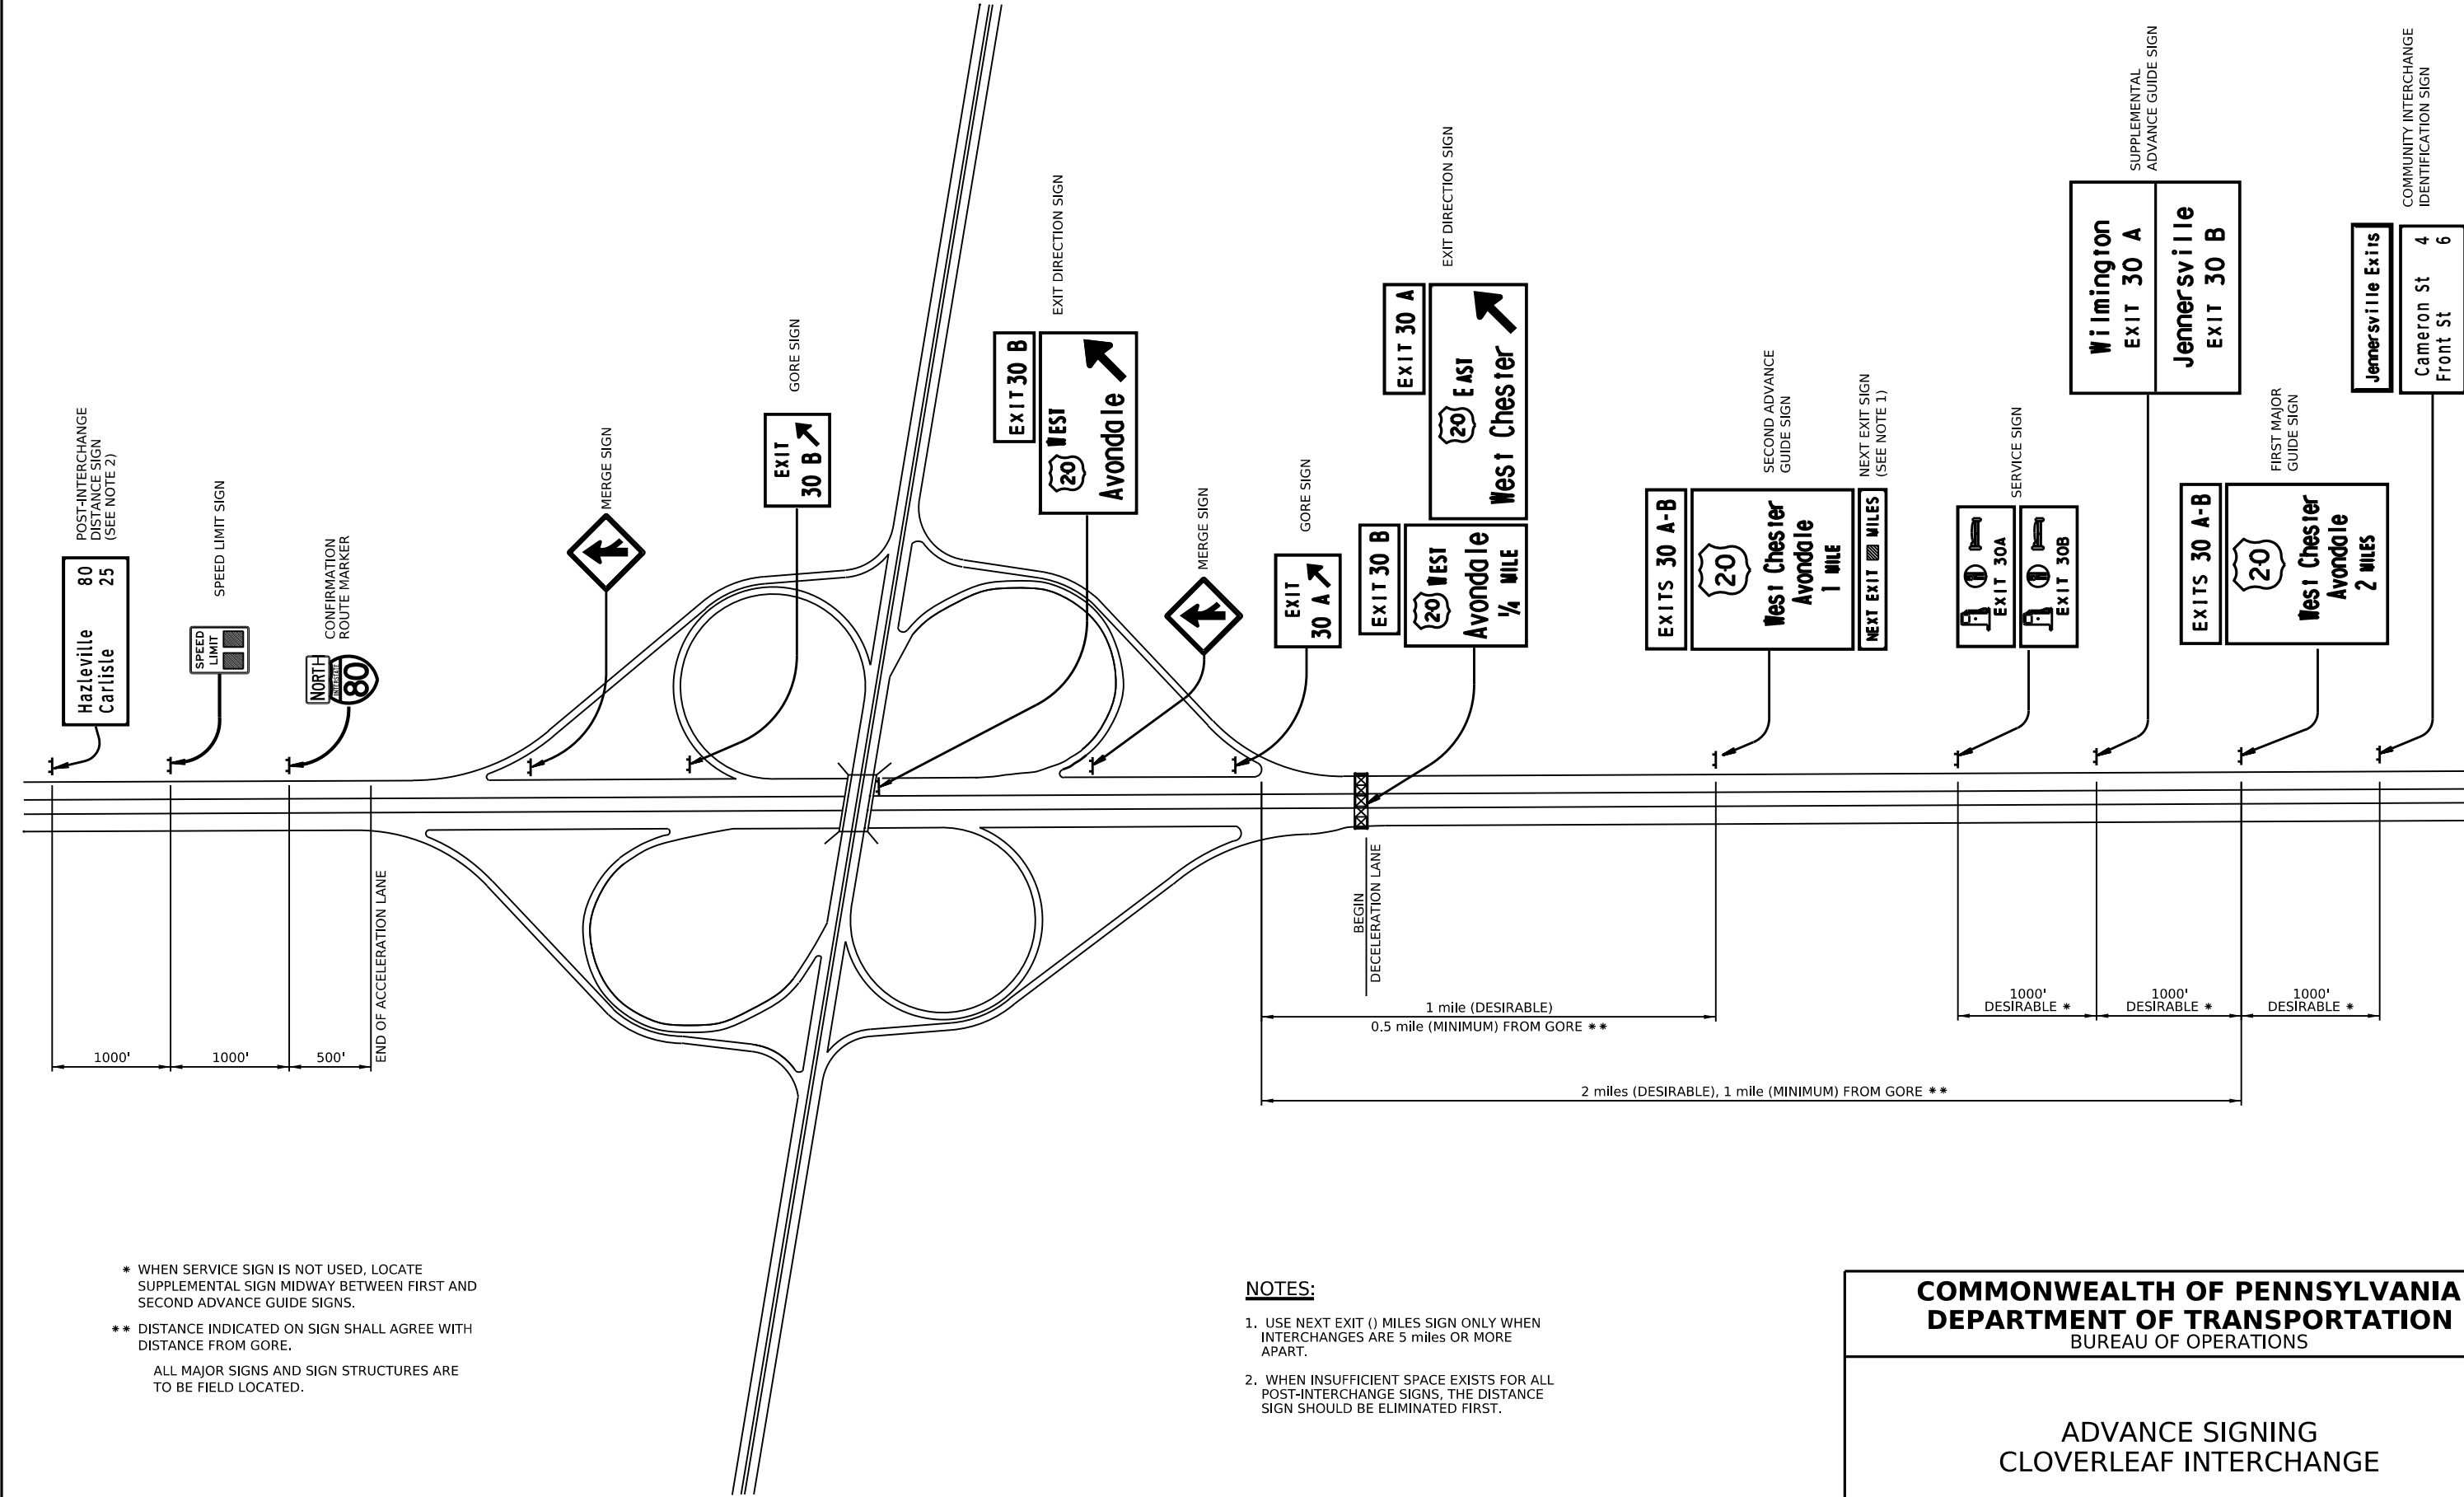 POST-INTERCHANGE
DISTANCE SIGN
(SEE NOTE 2)
Hazleville 80
Carlisle 25
SPEED LIMIT SIGN
SPEED
LIMIT
CONFIRMATION
ROUTE MARKER
NORTH
INTERSTATE
80
MERGE SIGN
GORE SIGN
EXIT
30 B
EXIT DIRECTION SIGN
EXIT 30 B
20 WEST
Avondale
MERGE SIGN
GORE SIGN
EXIT
30 A
EXIT DIRECTION SIGN
EXIT 30 A
20 EAST
West Chester
EXIT 30 B
20 WEST
Avondale
¼ MILE
SECOND ADVANCE
GUIDE SIGN
EXITS 30 A-B
20
West Chester
Avondale
1 MILE
NEXT EXIT SIGN
(SEE NOTE 1)
NEXT EXIT MILES
SERVICE SIGN
EXIT 30A
EXIT 30B
SUPPLEMENTAL
ADVANCE GUIDE SIGN
Wilmington
EXIT 30 A
Jennersville
EXIT 30 B
FIRST MAJOR
GUIDE SIGN
EXITS 30 A-B
20
West Chester
Avondale
2 MILES
COMMUNITY INTERCHANGE
IDENTIFICATION SIGN
Jennersville Exits
Cameron St 4
Front St 6
1000'
1000'
500'
END OF ACCELERATION LANE
BEGIN
DECELERATION LANE
1 mile (DESIRABLE)
0.5 mile (MINIMUM) FROM GORE **
1000'
DESIRABLE *
1000'
DESIRABLE *
1000'
DESIRABLE *
2 miles (DESIRABLE), 1 mile (MINIMUM) FROM GORE **
* WHEN SERVICE SIGN IS NOT USED, LOCATE
SUPPLEMENTAL SIGN MIDWAY BETWEEN FIRST AND
SECOND ADVANCE GUIDE SIGNS.
** DISTANCE INDICATED ON SIGN SHALL AGREE WITH
DISTANCE FROM GORE.
ALL MAJOR SIGNS AND SIGN STRUCTURES ARE
TO BE FIELD LOCATED.
NOTES:
1. USE NEXT EXIT () MILES SIGN ONLY WHEN
INTERCHANGES ARE 5 miles OR MORE
APART.
2. WHEN INSUFFICIENT SPACE EXISTS FOR ALL
POST-INTERCHANGE SIGNS, THE DISTANCE
SIGN SHOULD BE ELIMINATED FIRST.
COMMONWEALTH OF PENNSYLVANIA
DEPARTMENT OF TRANSPORTATION
BUREAU OF OPERATIONS
ADVANCE SIGNING
CLOVERLEAF INTERCHANGE